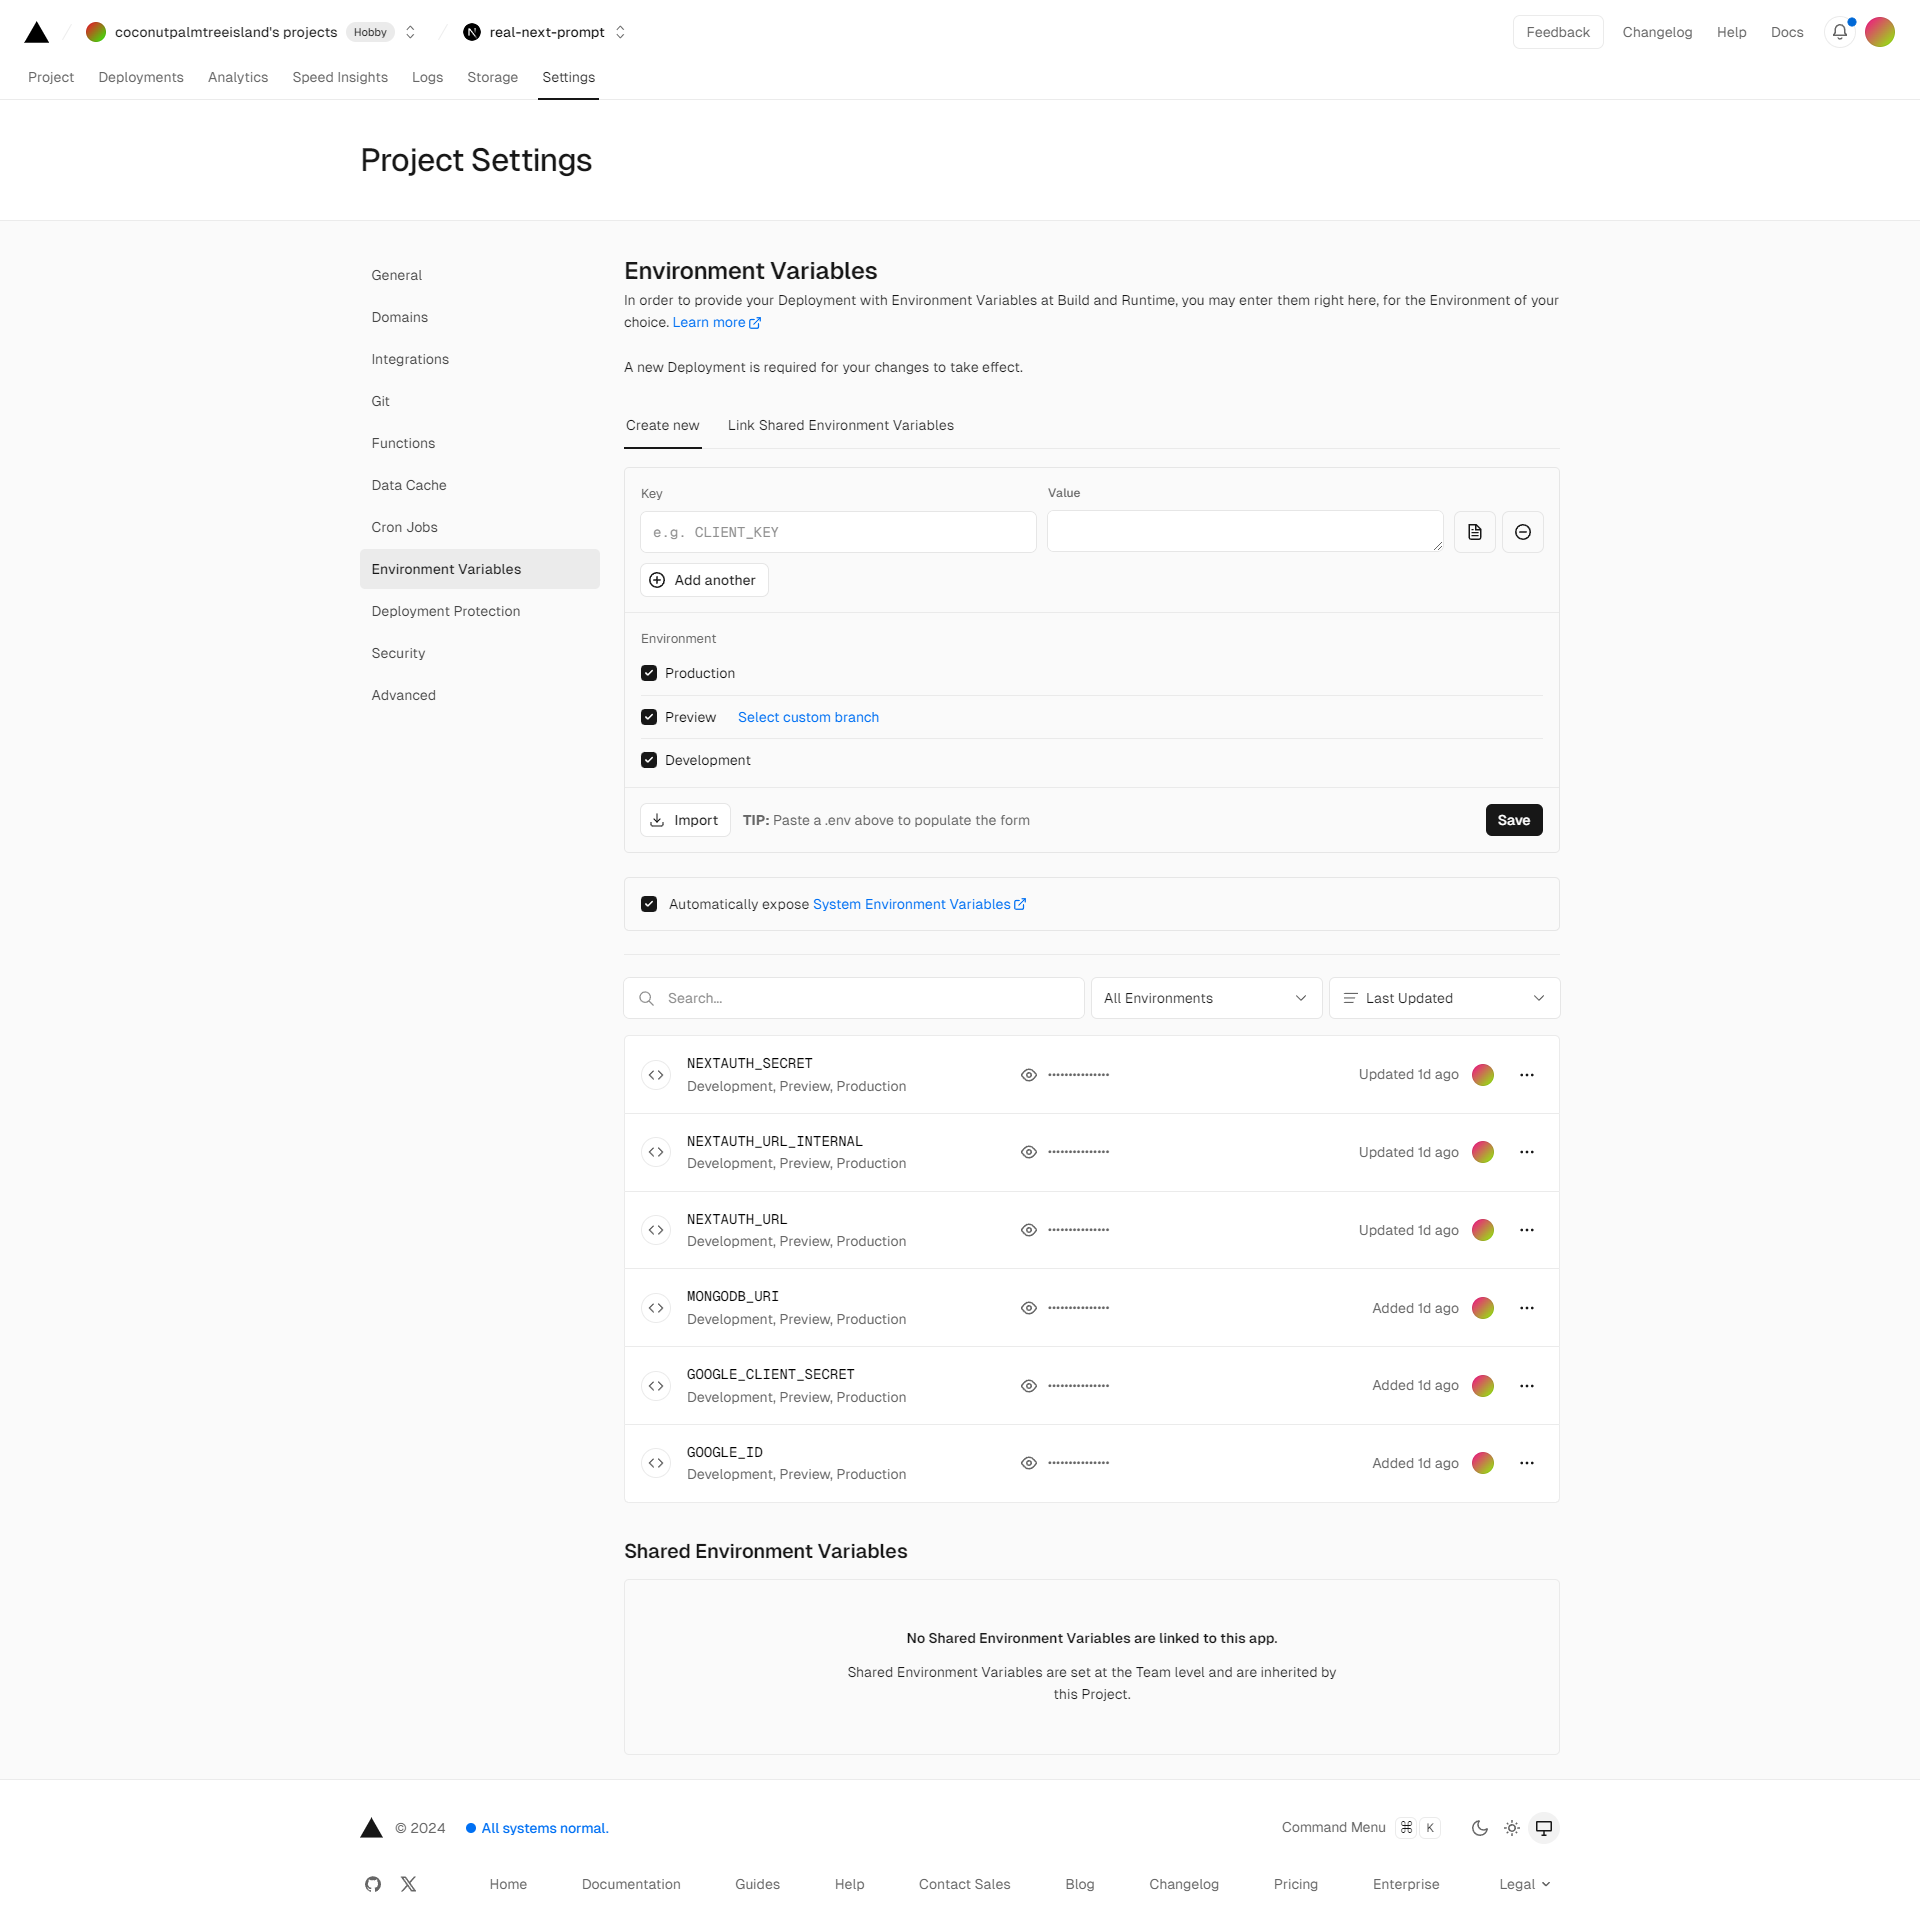 coconutpalmtreeisland's projects Hobby real-next-prompt Feedback Changelog Help Docs
Project Deployments Analytics Speed Insights Logs Storage Settings
Project Settings
General
Domains
Integrations
Git
Functions
Data Cache
Cron Jobs
Environment Variables
Deployment Protection
Security
Advanced
Environment Variables
In order to provide your Deployment with Environment Variables at Build and Runtime, you may enter them right here, for the Environment of your
choice. Learn more
A new Deployment is required for your changes to take effect.
Create new Link Shared Environment Variables
Key Value
e.g. CLIENT_KEY
Add another
Environment
Production
Preview Select custom branch
Development
Import TIP: Paste a .env above to populate the form Save
Automatically expose System Environment Variables
Search... All Environments Last Updated
NEXTAUTH_SECRET
Development, Preview, Production ••••••••••••••• Updated 1d ago
NEXTAUTH_URL_INTERNAL
Development, Preview, Production ••••••••••••••• Updated 1d ago
NEXTAUTH_URL
Development, Preview, Production ••••••••••••••• Updated 1d ago
MONGODB_URI
Development, Preview, Production ••••••••••••••• Added 1d ago
GOOGLE_CLIENT_SECRET
Development, Preview, Production ••••••••••••••• Added 1d ago
GOOGLE_ID
Development, Preview, Production ••••••••••••••• Added 1d ago
Shared Environment Variables
No Shared Environment Variables are linked to this app.
Shared Environment Variables are set at the Team level and are inherited by
this Project.
© 2024 All systems normal. Command Menu ⌘ K
Home Documentation Guides Help Contact Sales Blog Changelog Pricing Enterprise Legal